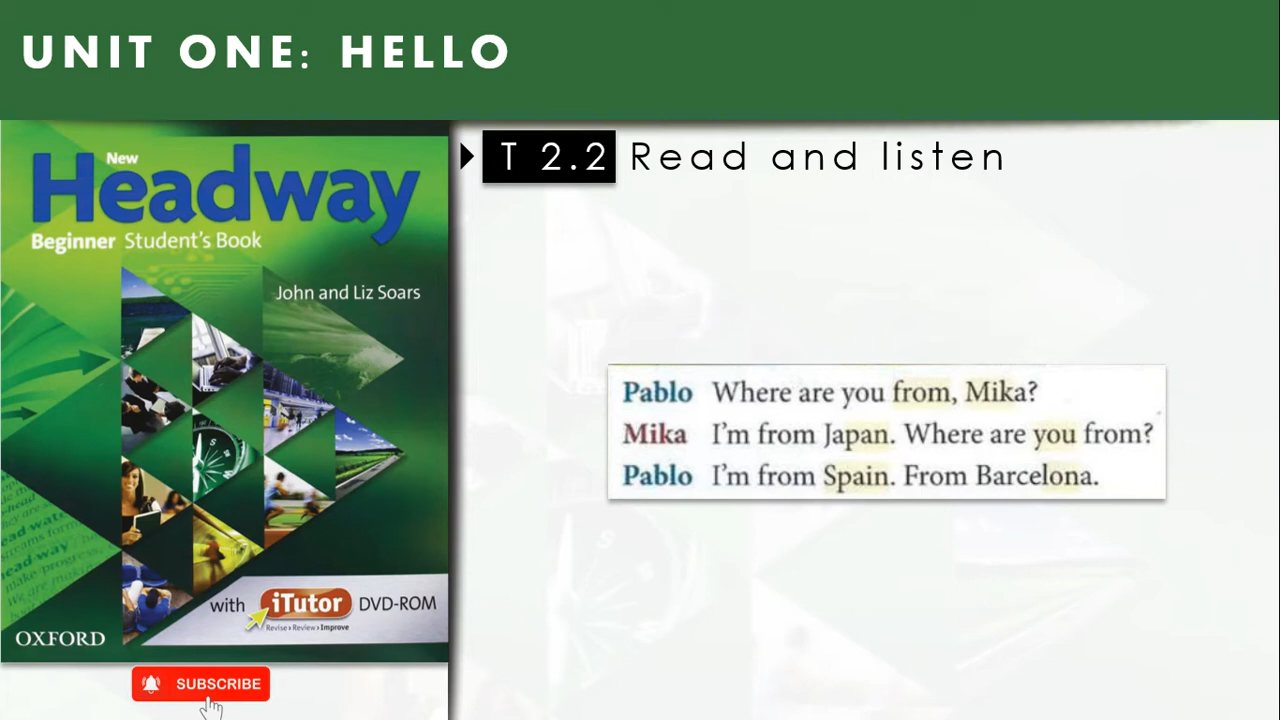 UNIT ONE: HELLO
New
Headway
Beginner Student's Book
John and Liz Soars
with iTutor DVD-ROM
Revise › Review › Improve
OXFORD
SUBSCRIBE
T 2.2 Read and listen
Pablo Where are you from, Mika?
Mika I'm from Japan. Where are you from?
Pablo I'm from Spain. From Barcelona.